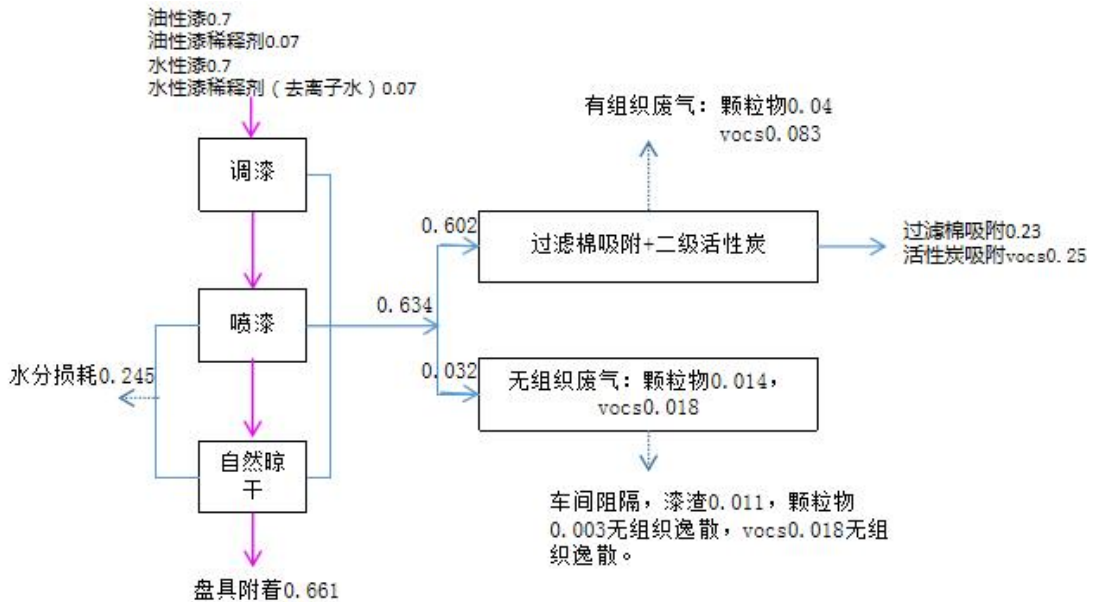 油性漆0.7
油性漆稀释剂0.07
水性漆0.7
水性漆稀释剂（去离子水）0.07
调漆
喷漆
自然晾
干
水分损耗0.245
盘具附着0.661
0.634
0.602
0.032
有组织废气：颗粒物0.04
vocs0.083
过滤棉吸附+二级活性炭
过滤棉吸附0.23
活性炭吸附vocs0.25
无组织废气：颗粒物0.014，
vocs0.018
车间阻隔，漆渣0.011，颗粒物
0.003无组织逸散，vocs0.018无组
织逸散。